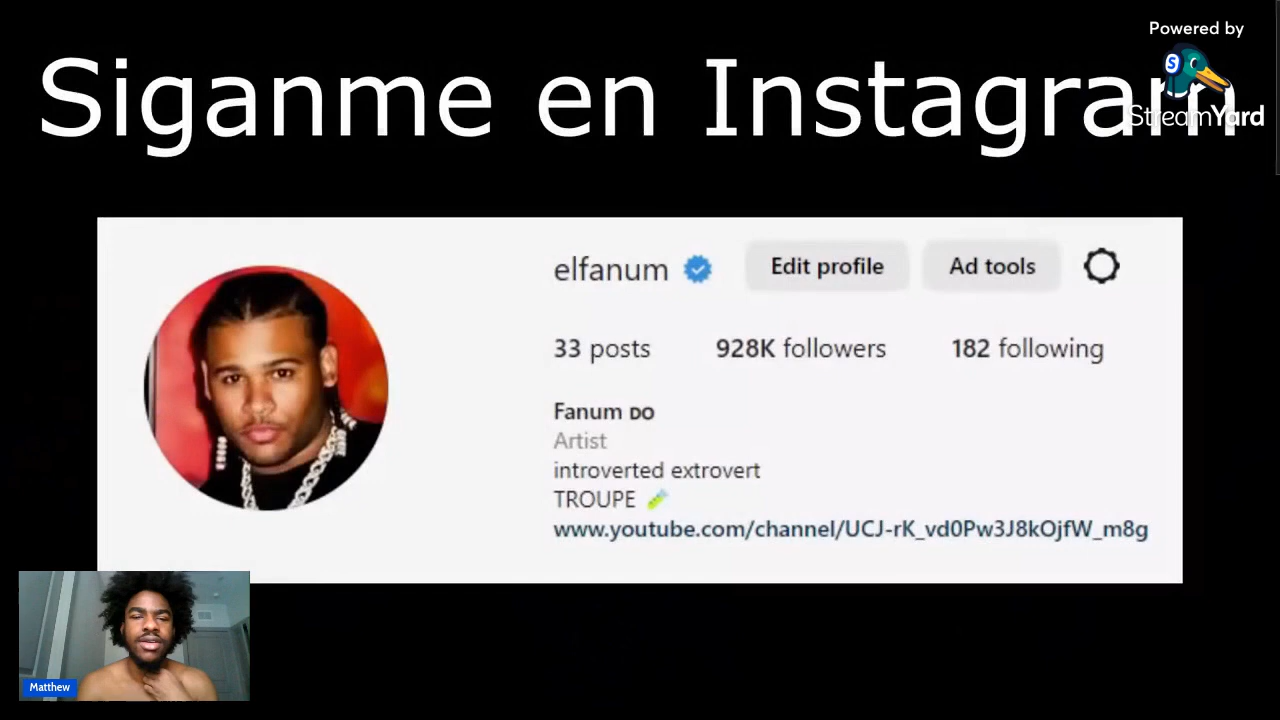 Powered by
Siganme en Instagram
StreamYard
elfanum
Edit profile
Ad tools
33 posts
928K followers
182 following
Fanum DO
Artist
introverted extrovert
TROUPE
www.youtube.com/channel/UCJ-rK_vd0Pw3J8kOjfW_m8g
Matthew